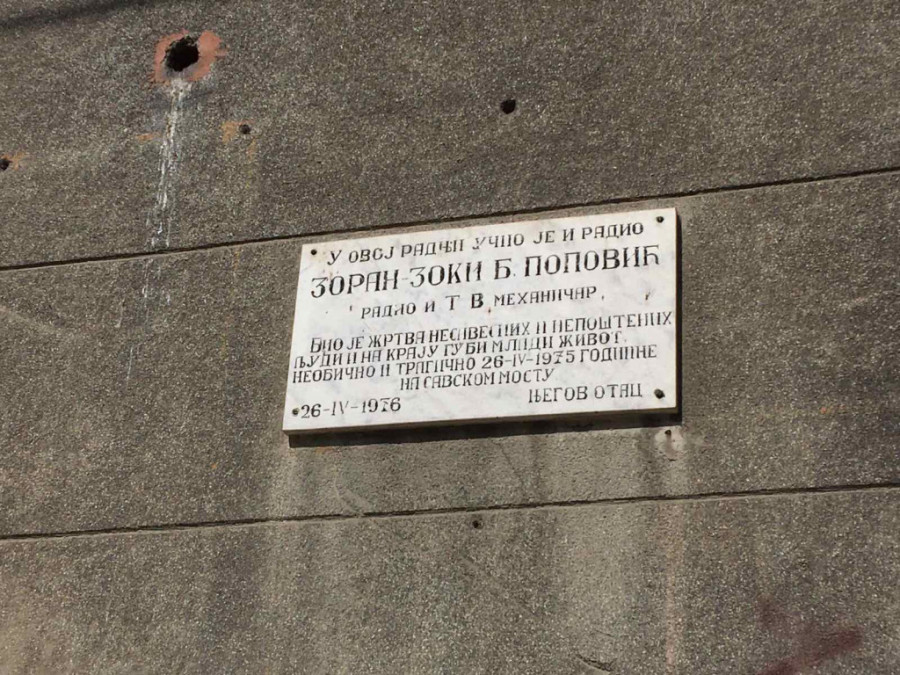 У ОВОЈ РАДЊИ УЧИО ЈЕ И РАДИО
ЗОРАН-ЗОКИ Б. ПОПОВИЋ
РАДИО И Т В МЕХАНИЧАР,
БИО ЈЕ ЖРТВА НЕСАВЕСНИХ И НЕПОШТЕНИХ
ЉУДИ И НА КРАЈУ ГУБИ МЛАДИ ЖИВОТ,
НЕОБИЧНО И ТРАГИЧНО 26-IV-1975 ГОДИННЕ
НА САВСКОМ МОСТУ
26-IV-1976 ЊЕГОВ ОТАЦ